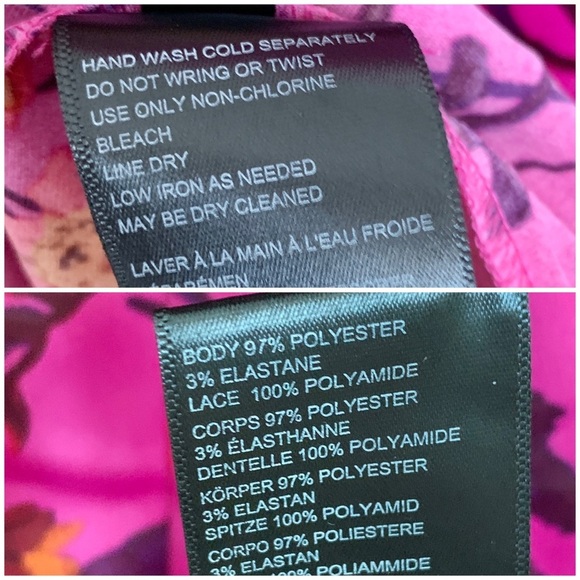 HAND WASH COLD SEPARATELY
DO NOT WRING OR TWIST
USE ONLY NON-CHLORINE
BLEACH
LINE DRY
LOW IRON AS NEEDED
MAY BE DRY CLEANED
LAVER À LA MAIN À L'EAU FROIDE
BODY 97% POLYESTER
3% ELASTANE
LACE 100% POLYAMIDE
CORPS 97% POLYESTER
3% ÉLASTHANNE
DENTELLE 100% POLYAMIDE
KÖRPER 97% POLYESTER
3% ELASTAN
SPITZE 100% POLYAMID
CORPO 97% POLIESTERE
3% ELASTAN
100% POLIAMMIDE